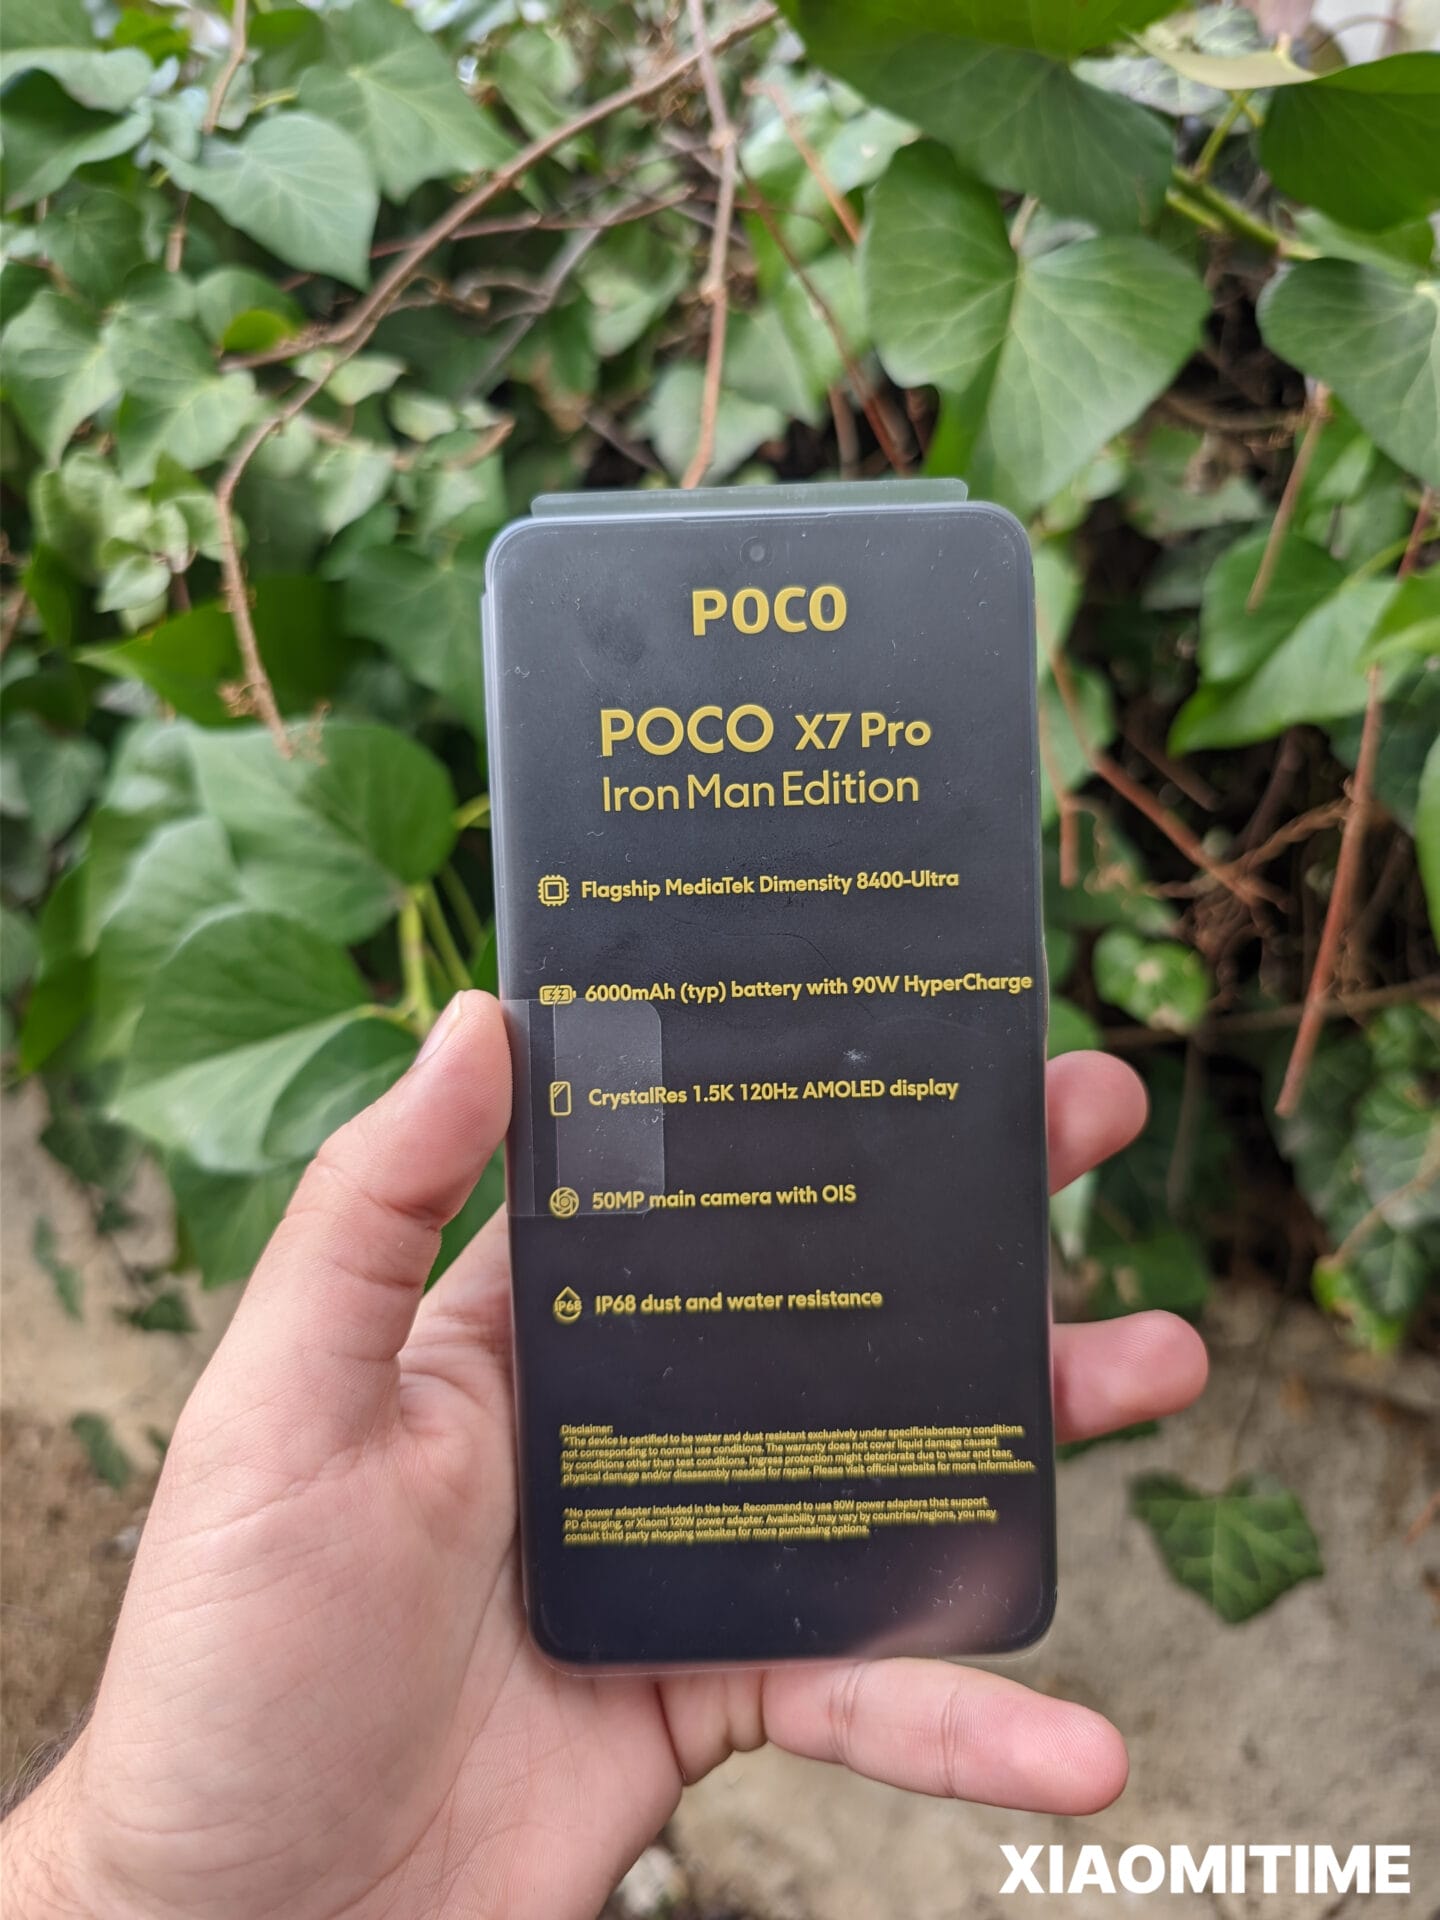 POCO
POCO X7 Pro
Iron Man Edition
Flagship MediaTek Dimensity 8400-Ultra
6000mAh (typ) battery with 90W HyperCharge
CrystalRes 1.5K 120Hz AMOLED display
50MP main camera with OIS
IP68 IP68 dust and water resistance
Disclaimer:
*The device is certified to be water and dust resistant exclusively under specificlaboratory conditions
not corresponding to normal use conditions. The warranty does not cover liquid damage caused
by conditions other than test conditions. Ingress protection might deteriorate due to wear and tear,
physical damage and/or disassembly needed for repair. Please visit official website for more information.
*No power adapter included in the box. Recommend to use 90W power adapters that support
PD charging, or Xiaomi 120W power adapter. Availability may vary by countries/regions, you may
consult third party shopping websites for more purchasing options.
XIAOMITIME